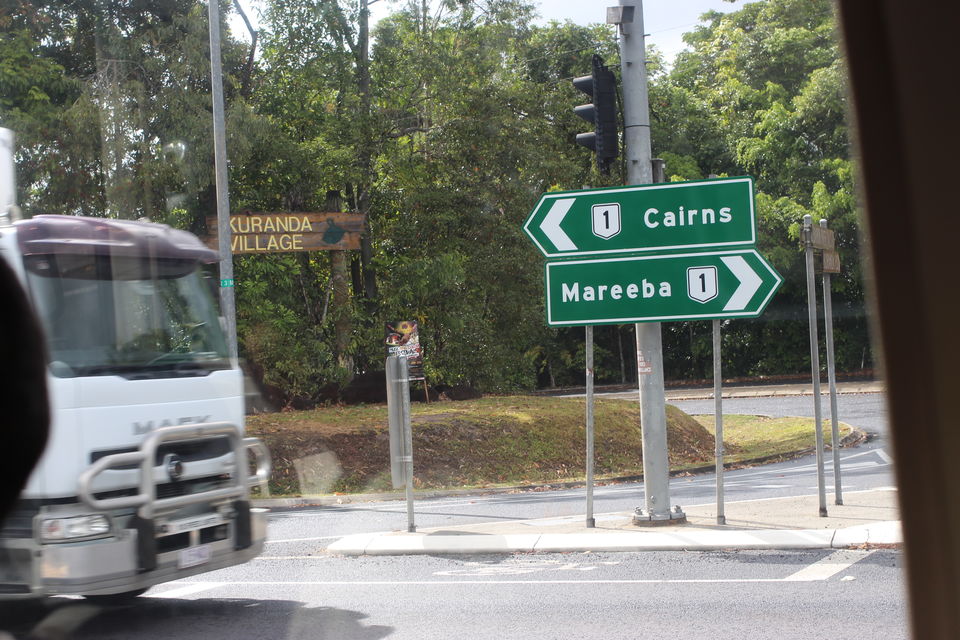 KURANDA
VILLAGE
1 Cairns
Mareeba 1
MACK